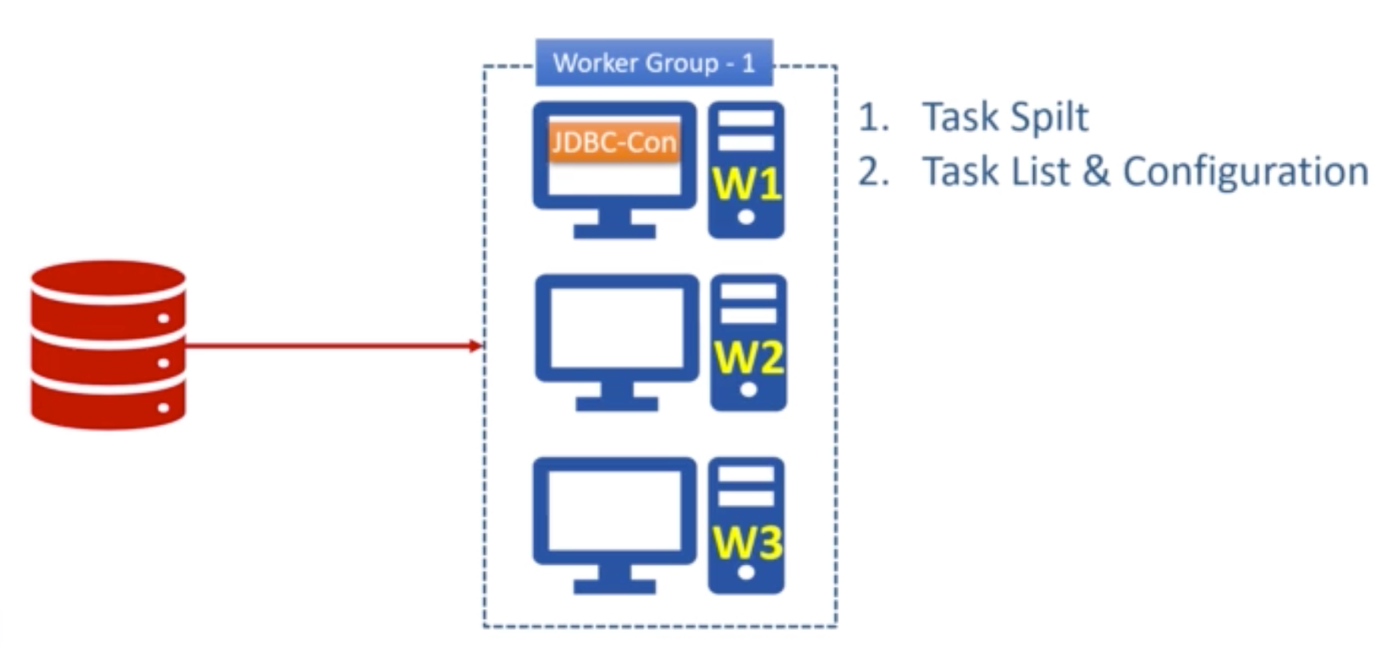 Worker Group - 1
JDBC-Con
W1
1. Task Spilt
2. Task List & Configuration
W2
W3